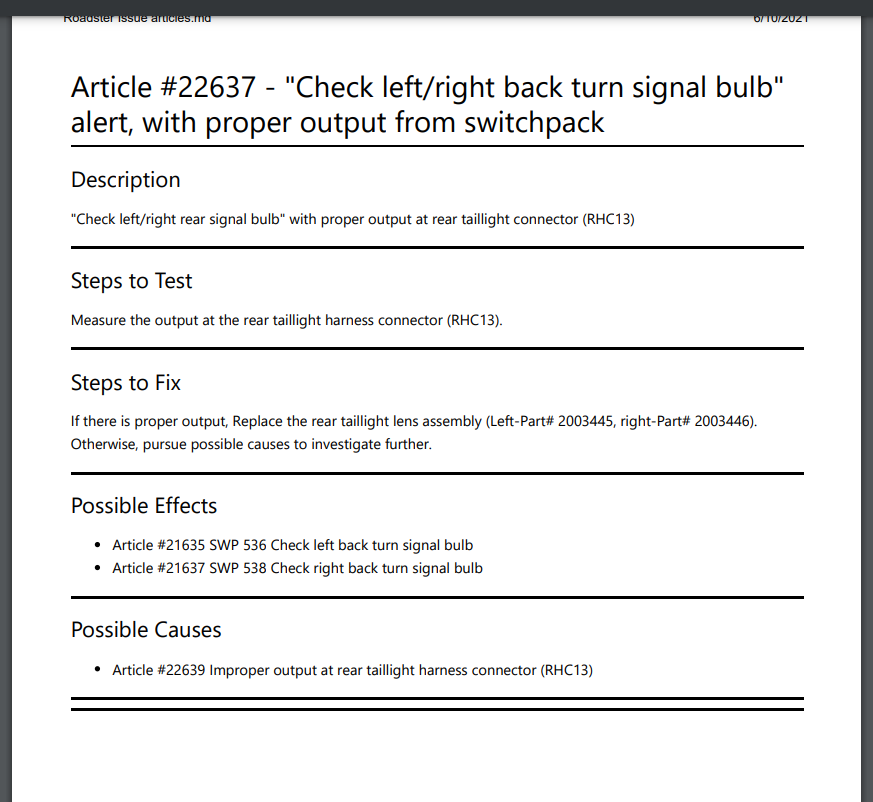 Roadster issue articles.md 6/10/2021
Article #22637 - "Check left/right back turn signal bulb"
alert, with proper output from switchpack
Description
"Check left/right rear signal bulb" with proper output at rear taillight connector (RHC13)
Steps to Test
Measure the output at the rear taillight harness connector (RHC13).
Steps to Fix
If there is proper output, Replace the rear taillight lens assembly (Left-Part# 2003445, right-Part# 2003446).
Otherwise, pursue possible causes to investigate further.
Possible Effects
• Article #21635 SWP 536 Check left back turn signal bulb
• Article #21637 SWP 538 Check right back turn signal bulb
Possible Causes
• Article #22639 Improper output at rear taillight harness connector (RHC13)